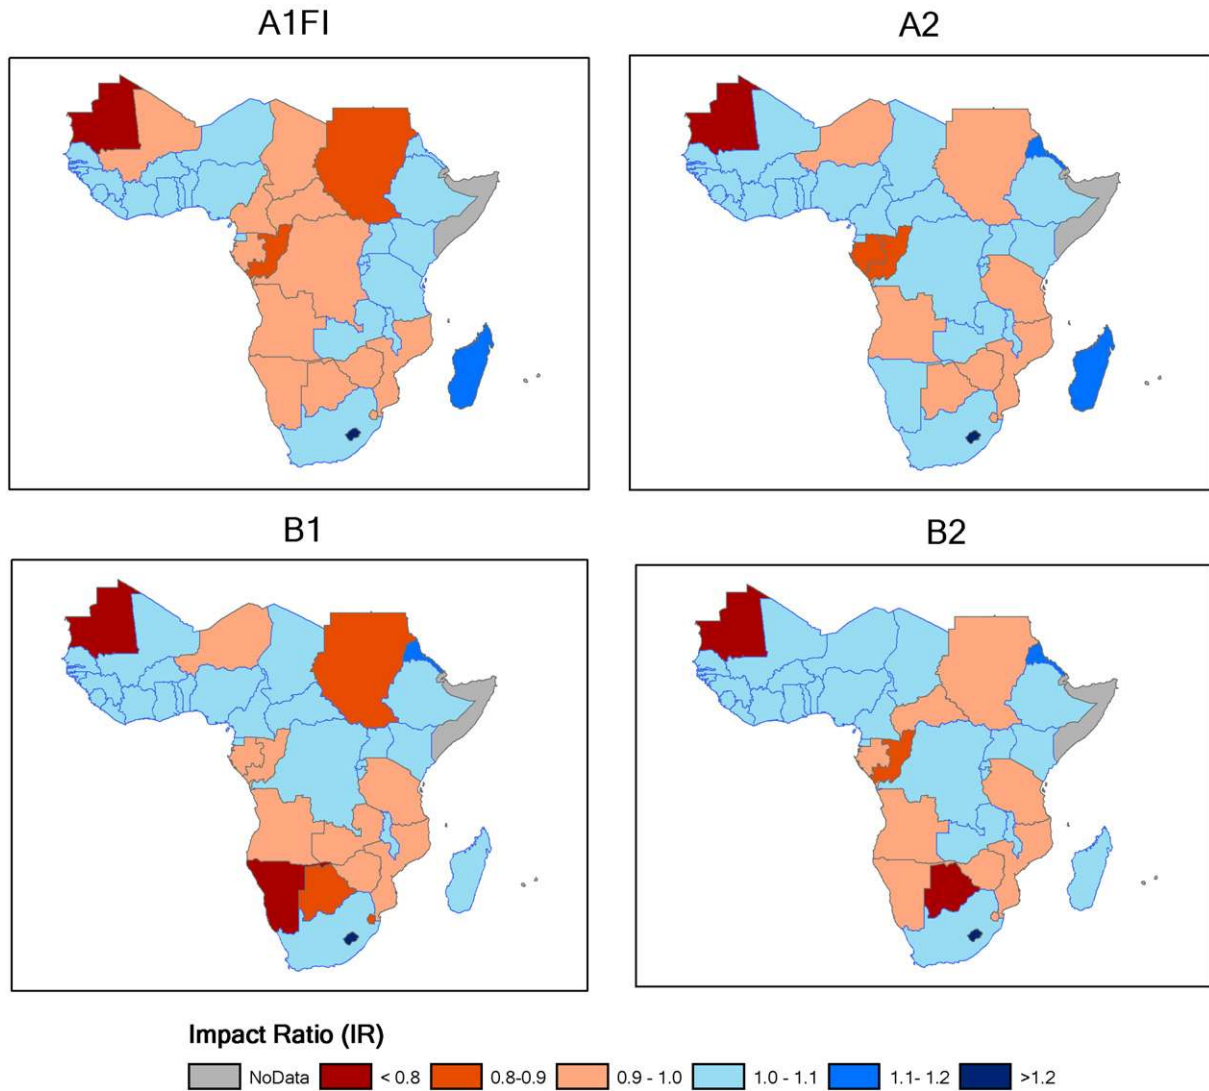 A1FI
A2
B1
B2
Impact Ratio (IR)
NoData
< 0.8
0.8-0.9
0.9 - 1.0
1.0 - 1.1
1.1- 1.2
>1.2